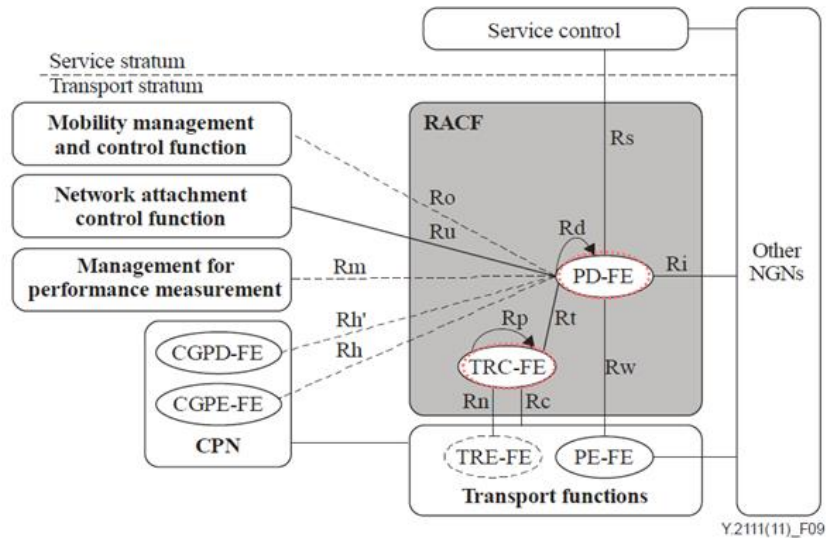 Service control
Service stratum
Transport stratum
Mobility management
and control function
RACF
Rs
Network attachment
control function
Ro
Ru
Rd
Management for
performance measurement
Rm
PD-FE
Ri
Other
NGNs
CGPD-FE
Rh'
Rh
Rp
Rt
TRC-FE
Rw
CGPE-FE
Rn
Rc
CPN
TRE-FE
PE-FE
Transport functions
Y.2111(11)_F09